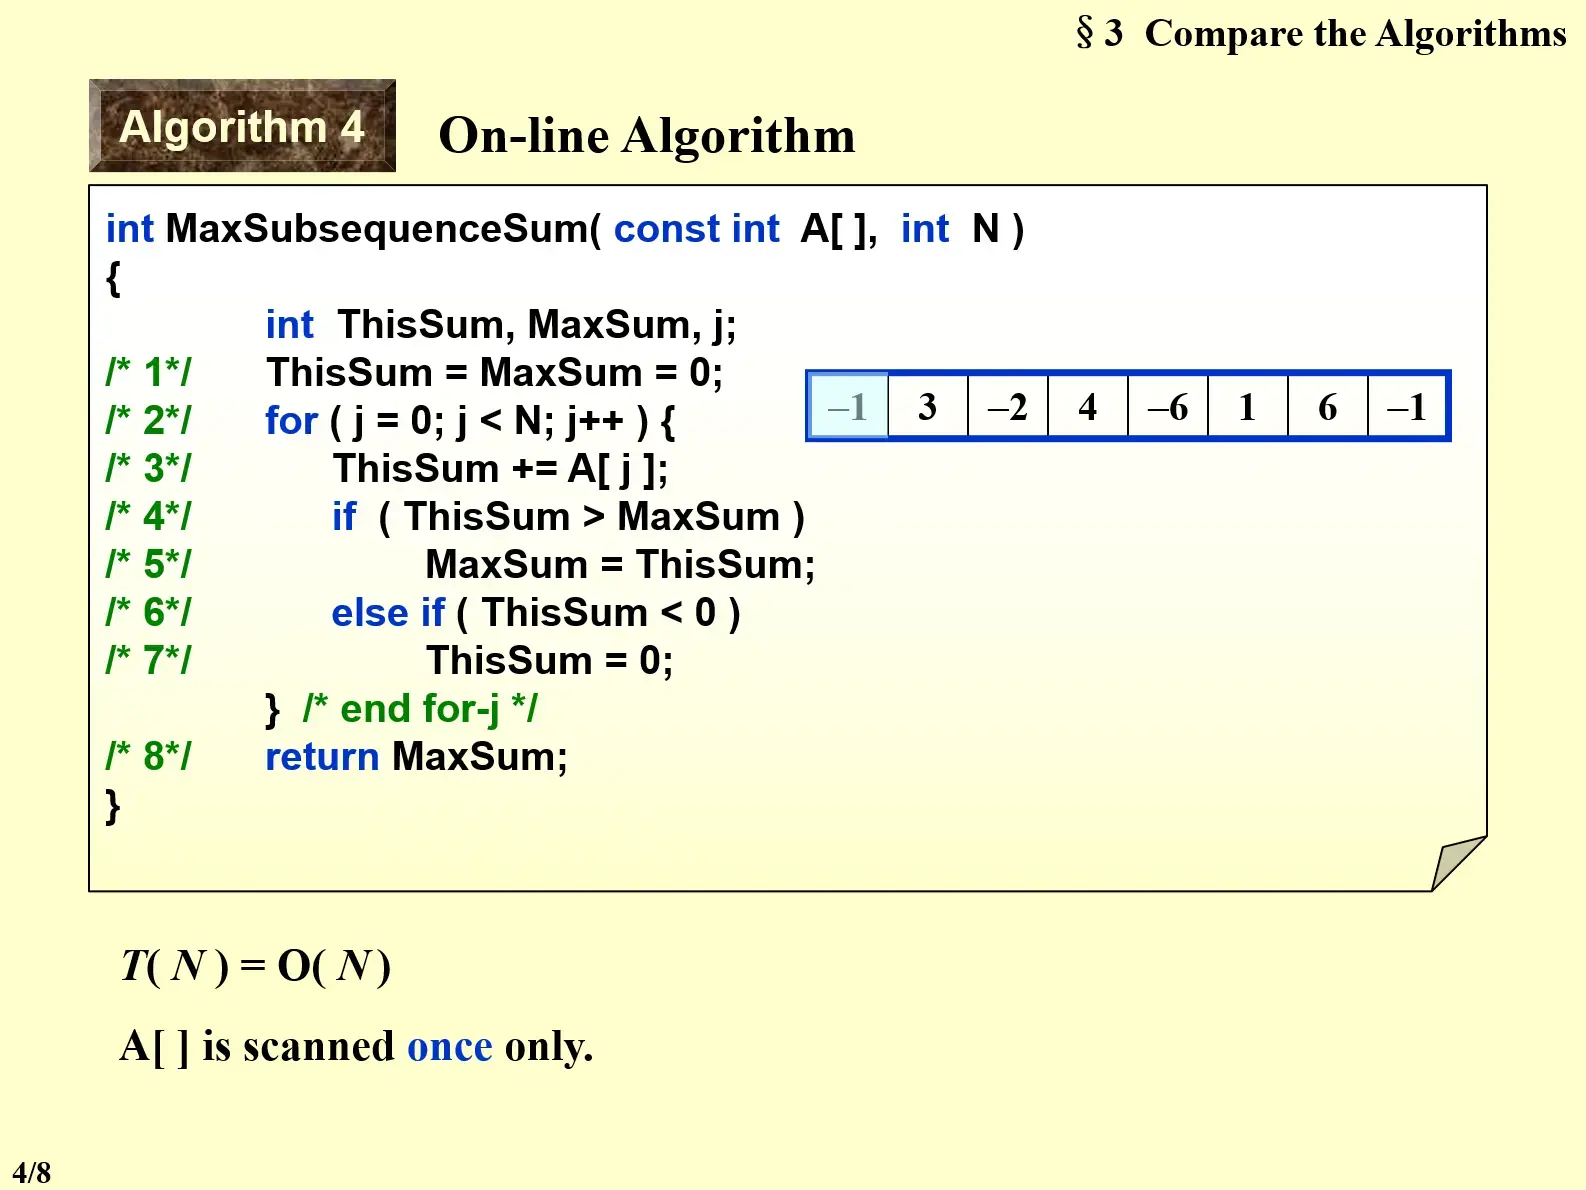 § 3 Compare the Algorithms
Algorithm 4
On-line Algorithm
int MaxSubsequenceSum( const int A[ ], int N )
{
int ThisSum, MaxSum, j;
/* 1*/ ThisSum = MaxSum = 0;
/* 2*/ for ( j = 0; j < N; j++ ) {
–1 3 –2 4 –6 1 6 –1
/* 3*/ ThisSum += A[ j ];
/* 4*/ if ( ThisSum > MaxSum )
/* 5*/ MaxSum = ThisSum;
/* 6*/ else if ( ThisSum < 0 )
/* 7*/ ThisSum = 0;
} /* end for-j */
/* 8*/ return MaxSum;
}
T( N ) = O( N )
A[ ] is scanned once only.
4/8